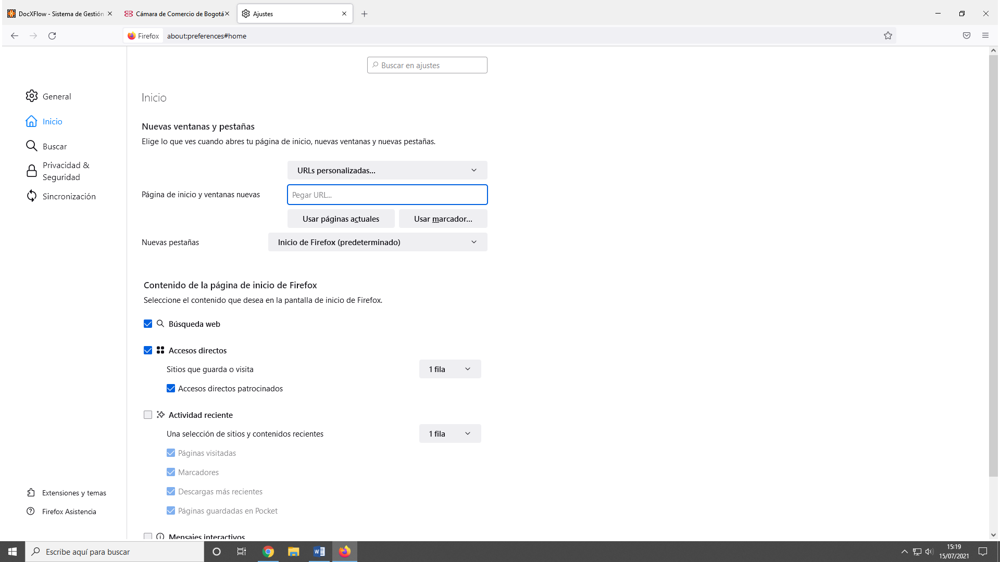 DocXFlow - Sistema de Gestión
Cámara de Comercio de Bogotá
Ajustes
Firefox
about:preferences#home
Buscar en ajustes
General
Inicio
Buscar
Privacidad &
Seguridad
Sincronización
Extensiones y temas
Firefox Asistencia
Inicio
Nuevas ventanas y pestañas
Elige lo que ves cuando abres tu página de inicio, nuevas ventanas y nuevas pestañas.
URLs personalizadas...
Página de inicio y ventanas nuevas
Pegar URL...
Usar páginas actuales
Usar marcador...
Nuevas pestañas
Inicio de Firefox (predeterminado)
Contenido de la página de inicio de Firefox
Seleccione el contenido que desea en la pantalla de inicio de Firefox.
Búsqueda web
Accesos directos
Sitios que guarda o visita
1 fila
Accesos directos patrocinados
Actividad reciente
Una selección de sitios y contenidos recientes
1 fila
Páginas visitadas
Marcadores
Descargas más recientes
Páginas guardadas en Pocket
Mensajes interactivos
Escribe aquí para buscar
15:19
15/07/2021